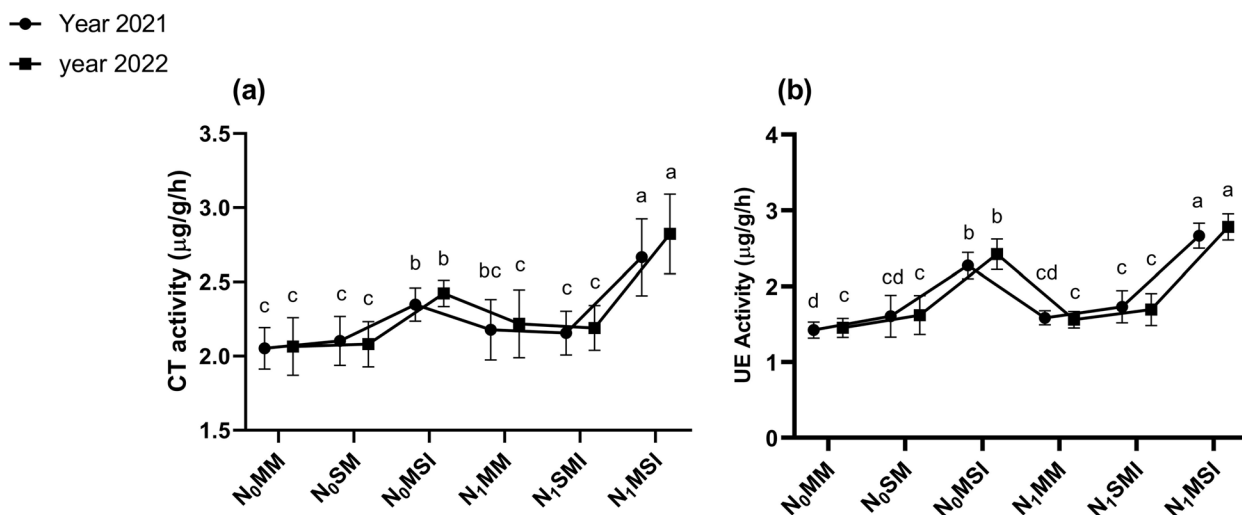 Year 2021
year 2022
(a)
CT activity (μg/g/h)
3.5
3.0
2.5
2.0
1.5
c c c c b b bc c c c a a
N₀MM N₀SM N₀MSI N₁MM N₁SMI N₁MSI
(b)
UE Activity (μg/g/h)
4
3
2
1
0
d c cd c b b cd c c c a a
N₀MM N₀SM N₀MSI N₁MM N₁SMI N₁MSI